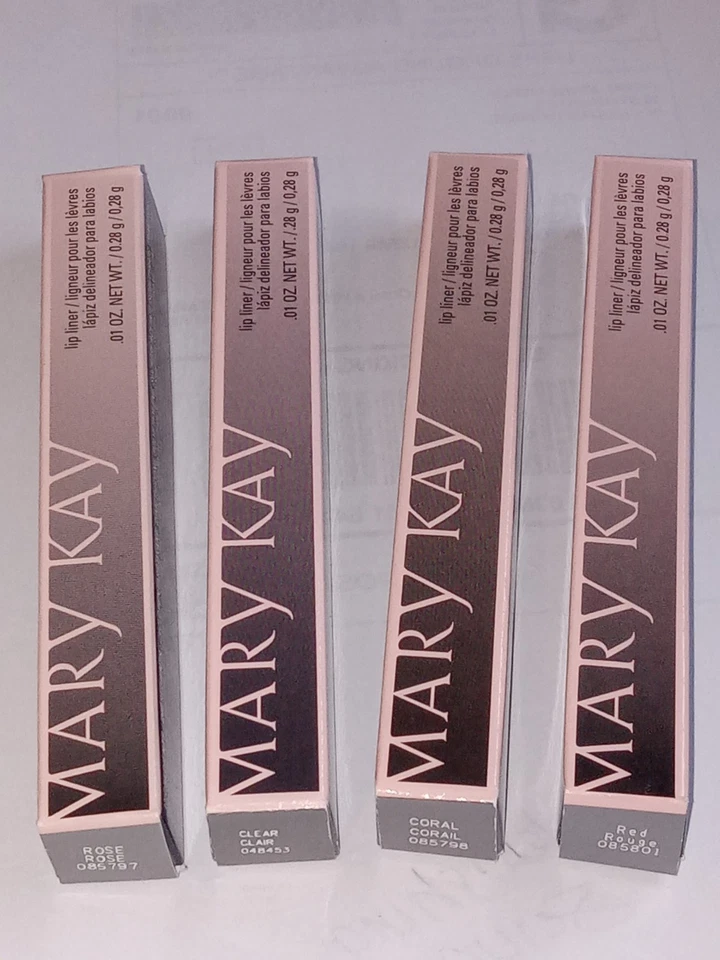 lip liner / ligneur pour les lèvres
lápiz delineador para labios
.01 OZ. NET WT. / 0.28 g / 0,28 g
MARY KAY
ROSE
ROSE
085797
lip liner / ligneur pour les lèvres
lápiz delineador para labios
.01 OZ. NET WT. / .28 g / 0,28 g
MARY KAY
CLEAR
CLAIR
048453
lip liner / ligneur pour les lèvres
lápiz delineador para labios
.01 OZ. NET WT. / 0.28 g / 0,28 g
MARY KAY
CORAL
CORAIL
085798
lip liner / ligneur pour les lèvres
lápiz delineador para labios
.01 OZ. NET WT. / 0.28 g / 0,28 g
MARY KAY
Red
Rouge
085801